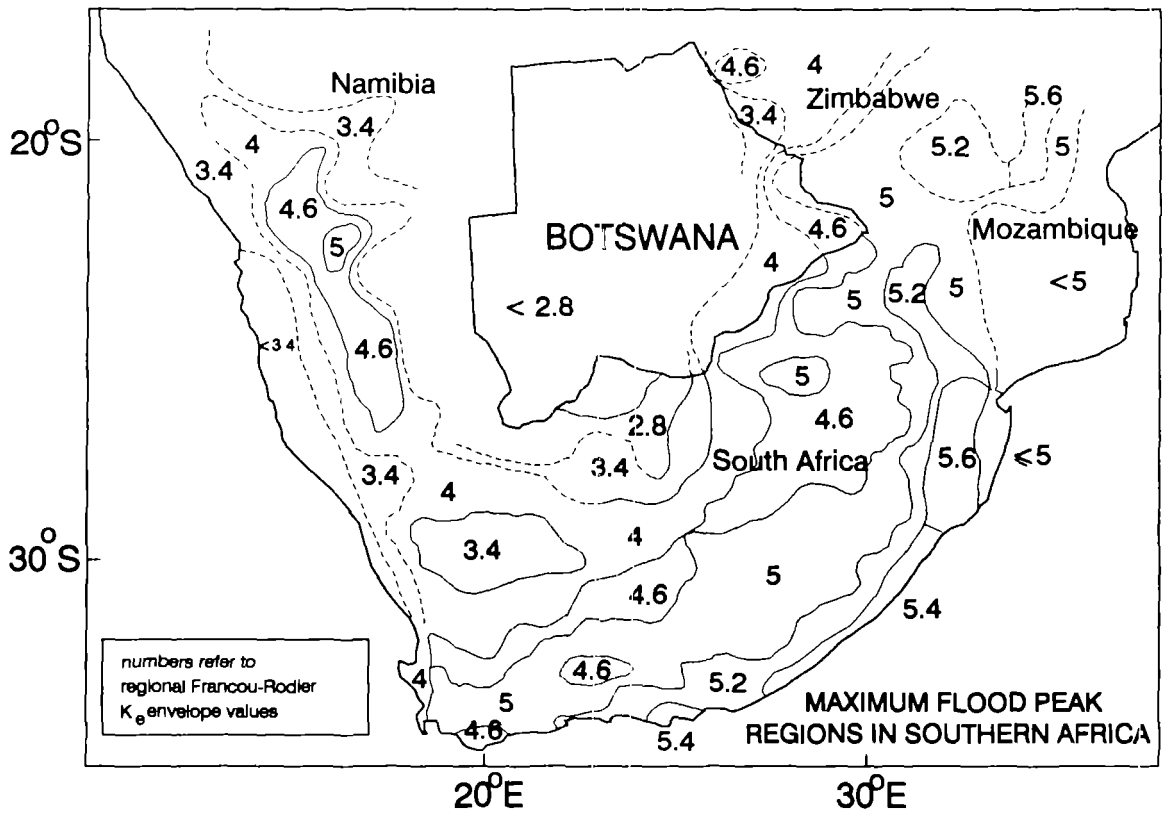 4.6
4
Namibia
Zimbabwe
5.6
3.4
3.4
20°S
4
5.2
5
3.4
4.6
5
4.6
BOTSWANA
Mozambique
5
4
< 2.8
5
5.2
5
<5
<3 4
4.6
5
4.6
2.8
3.4
South Africa
5.6
≤5
3.4
4
4
3.4
30°S
5
4.6
5.4
numbers refer to
regional Francou-Rodier
Ke envelope values
4
4.6
5
5.2
4.6
5.4
MAXIMUM FLOOD PEAK
REGIONS IN SOUTHERN AFRICA
20°E
30°E